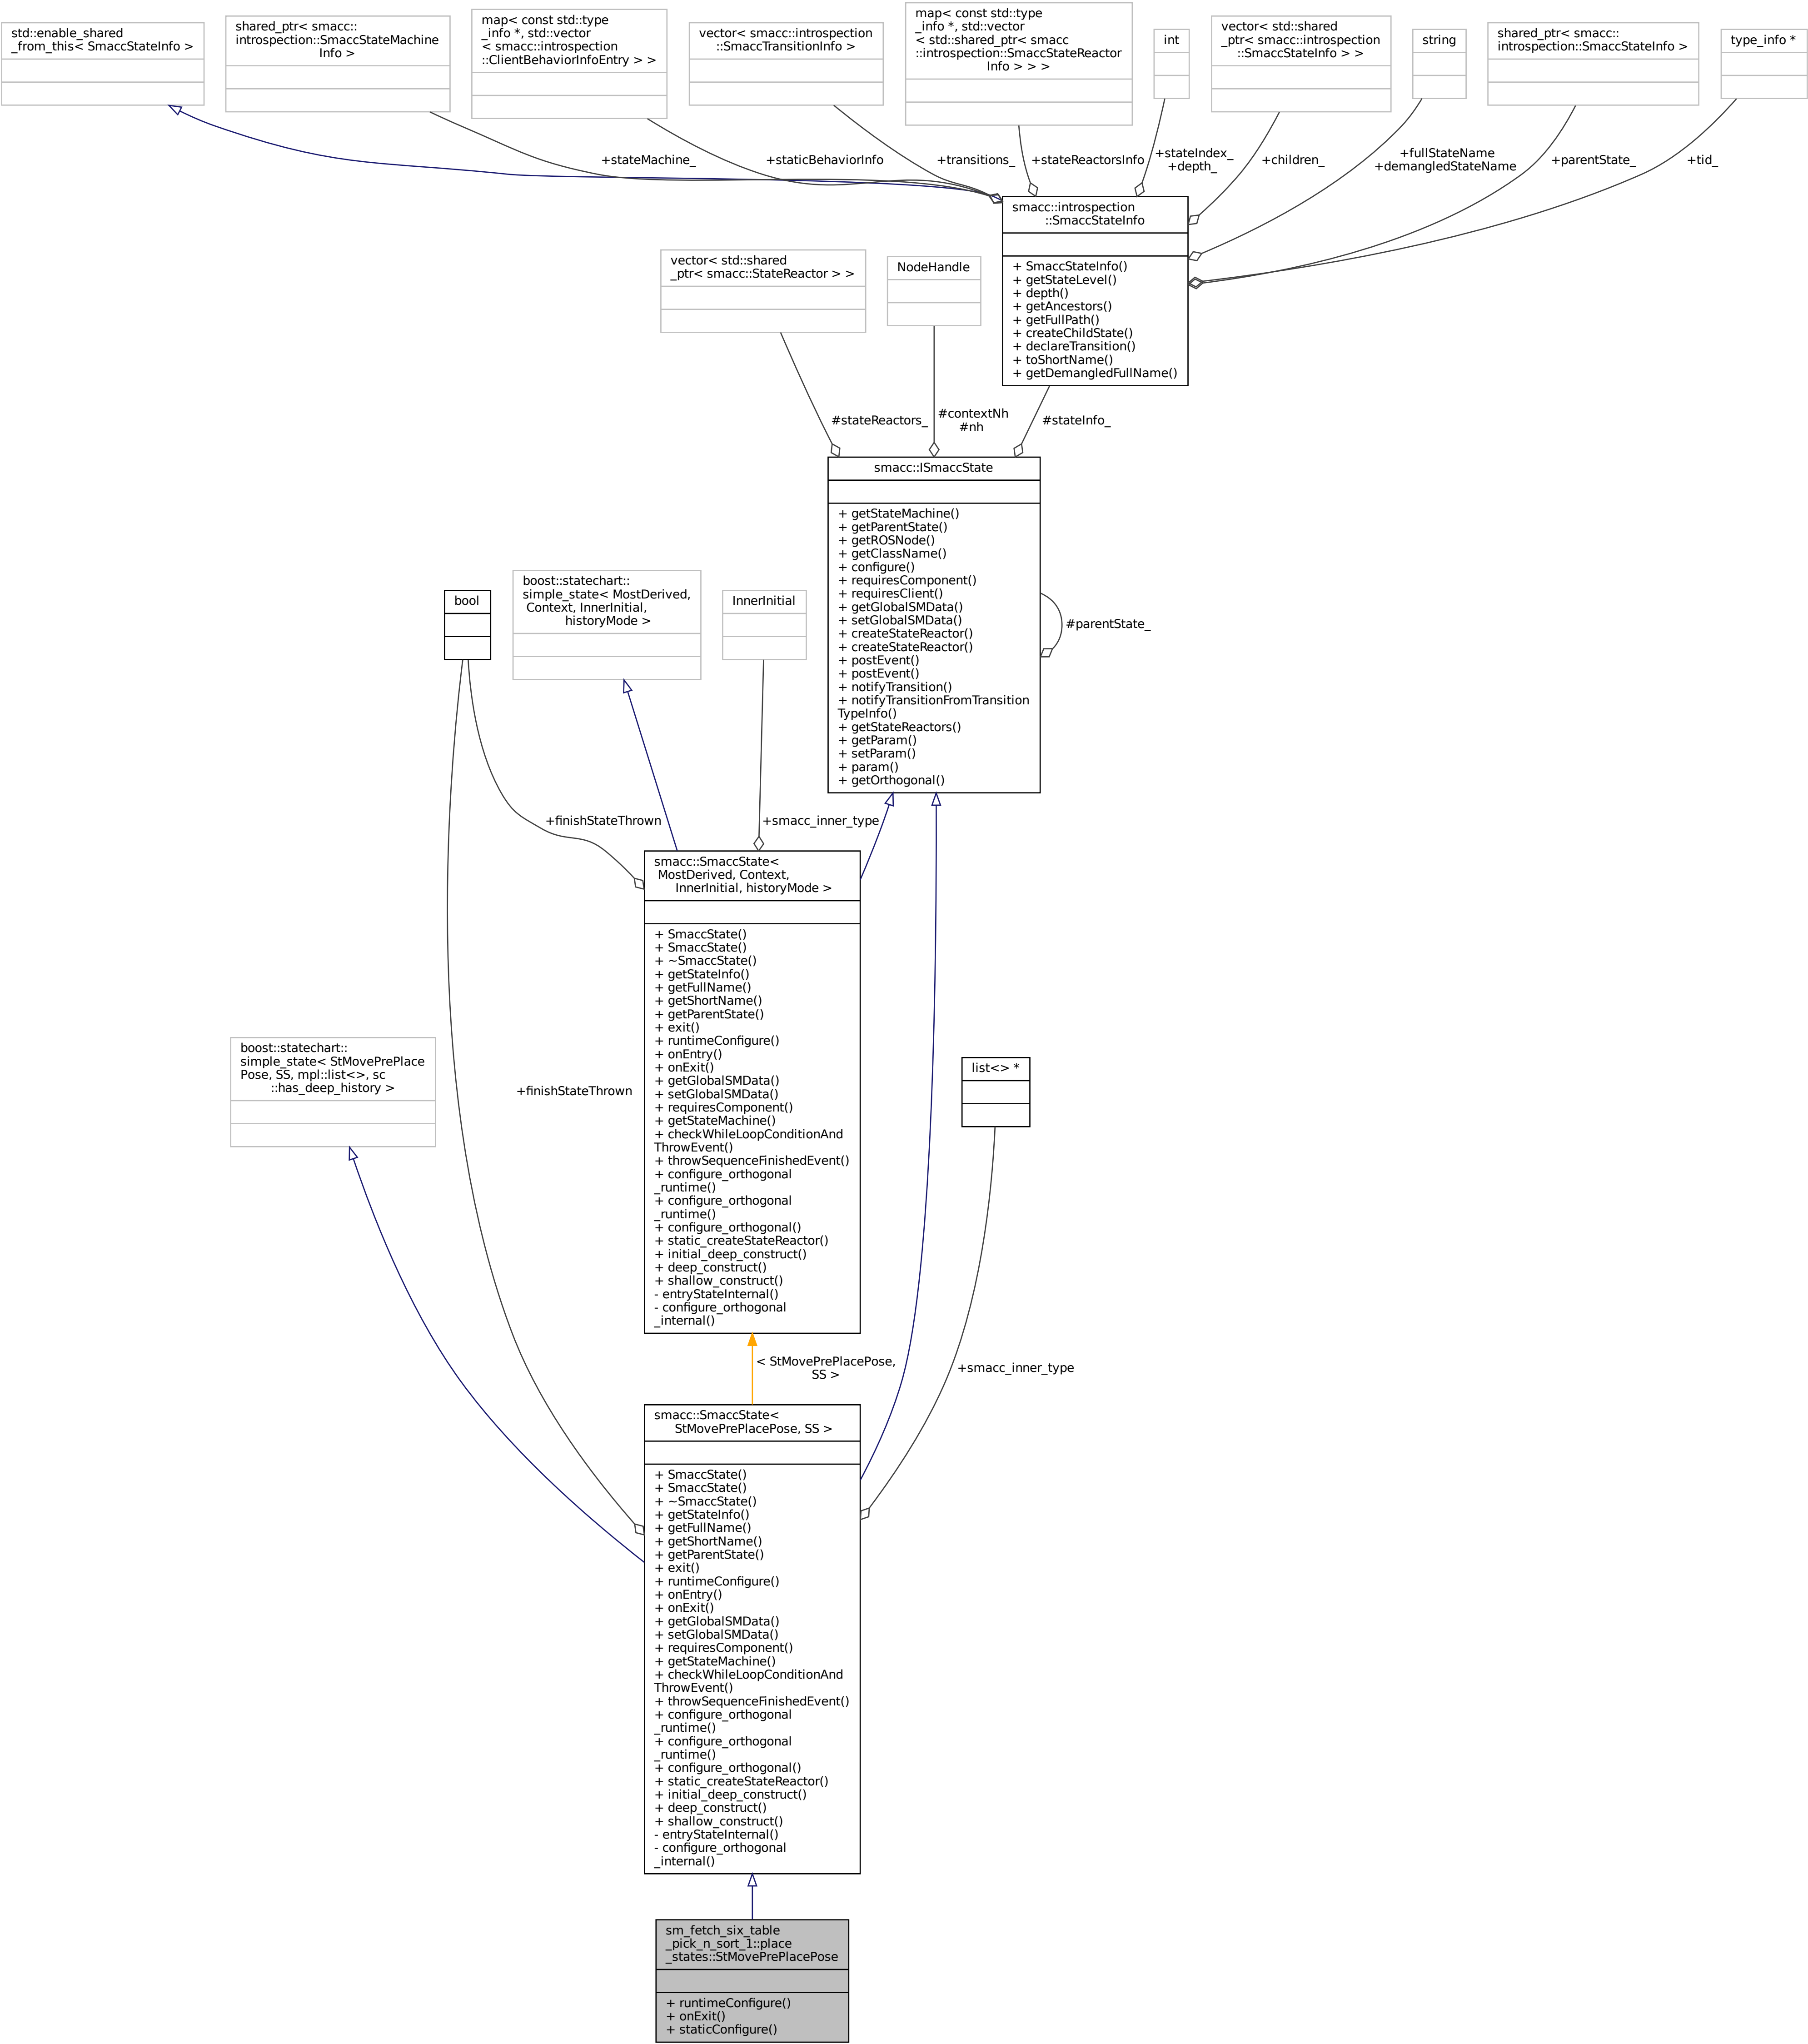 std::enable_shared
_from_this< SmaccStateInfo >
shared_ptr< smacc::
introspection::SmaccStateMachine
Info >
map< const std::type
_info *, std::vector
< smacc::introspection
::ClientBehaviorInfoEntry > >
vector< smacc::introspection
::SmaccTransitionInfo >
map< const std::type
_info *, std::vector
< std::shared_ptr< smacc
::introspection::SmaccStateReactor
Info > > >
int
vector< std::shared
_ptr< smacc::introspection
::SmaccStateInfo > >
string
shared_ptr< smacc::
introspection::SmaccStateInfo >
type_info *
+stateMachine_
+staticBehaviorInfo
+transitions_
+stateReactorsInfo
+stateIndex_
+depth_
+children_
+fullStateName
+demangledStateName
+parentState_
+tid_
smacc::introspection
::SmaccStateInfo
+ SmaccStateInfo()
+ getStateLevel()
+ depth()
+ getAncestors()
+ getFullPath()
+ createChildState()
+ declareTransition()
+ toShortName()
+ getDemangledFullName()
vector< std::shared
_ptr< smacc::StateReactor > >
NodeHandle
#stateReactors_
#contextNh
#nh
#stateInfo_
smacc::ISmaccState
+ getStateMachine()
+ getParentState()
+ getROSNode()
+ getClassName()
+ configure()
+ requiresComponent()
+ requiresClient()
+ getGlobalSMData()
+ setGlobalSMData()
+ createStateReactor()
+ createStateReactor()
+ postEvent()
+ postEvent()
+ notifyTransition()
+ notifyTransitionFromTransition
TypeInfo()
+ getStateReactors()
+ getParam()
+ setParam()
+ param()
+ getOrthogonal()
#parentState_
bool
boost::statechart::
simple_state< MostDerived,
Context, InnerInitial,
historyMode >
InnerInitial
+finishStateThrown
+smacc_inner_type
smacc::SmaccState<
MostDerived, Context,
InnerInitial, historyMode >
+ SmaccState()
+ SmaccState()
+ ~SmaccState()
+ getStateInfo()
+ getFullName()
+ getShortName()
+ getParentState()
+ exit()
+ runtimeConfigure()
+ onEntry()
+ onExit()
+ getGlobalSMData()
+ setGlobalSMData()
+ requiresComponent()
+ getStateMachine()
+ checkWhileLoopConditionAnd
ThrowEvent()
+ throwSequenceFinishedEvent()
+ configure_orthogonal
_runtime()
+ configure_orthogonal
_runtime()
+ configure_orthogonal()
+ static_createStateReactor()
+ initial_deep_construct()
+ deep_construct()
+ shallow_construct()
- entryStateInternal()
- configure_orthogonal
_internal()
boost::statechart::
simple_state< StMovePrePlace
Pose, SS, mpl::list<>, sc
::has_deep_history >
+finishStateThrown
list<> *
< StMovePrePlacePose,
SS >
+smacc_inner_type
smacc::SmaccState<
StMovePrePlacePose, SS >
+ SmaccState()
+ SmaccState()
+ ~SmaccState()
+ getStateInfo()
+ getFullName()
+ getShortName()
+ getParentState()
+ exit()
+ runtimeConfigure()
+ onEntry()
+ onExit()
+ getGlobalSMData()
+ setGlobalSMData()
+ requiresComponent()
+ getStateMachine()
+ checkWhileLoopConditionAnd
ThrowEvent()
+ throwSequenceFinishedEvent()
+ configure_orthogonal
_runtime()
+ configure_orthogonal
_runtime()
+ configure_orthogonal()
+ static_createStateReactor()
+ initial_deep_construct()
+ deep_construct()
+ shallow_construct()
- entryStateInternal()
- configure_orthogonal
_internal()
sm_fetch_six_table
_pick_n_sort_1::place
_states::StMovePrePlacePose
+ runtimeConfigure()
+ onExit()
+ staticConfigure()